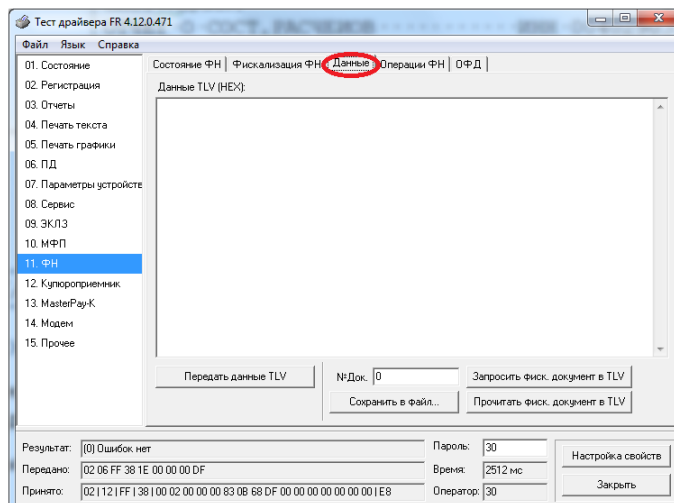 Тест драйвера FR 4.12.0.471
Файл Язык Справка
01. Состояние
02. Регистрация
03. Отчеты
04. Печать текста
05. Печать графики
06. ПД
07. Параметры устройств
08. Сервис
09. ЭКЛЗ
10. МФП
11. ФН
12. Купюроприемник
13. MasterPay-K
14. Модем
15. Прочее
Состояние ФН Фискализация ФН Данные Операции ФН ОФД
Данные TLV (HEX):
Передать данные TLV
№Док. 0
Запросить фиск. документ в TLV
Сохранить в файл...
Прочитать фиск. документ в TLV
Результат: (0) Ошибок нет
Передано: 02 06 FF 38 1E 00 00 00 DF
Принято: 02 | 12 | FF | 38 | 00 02 00 00 00 83 0B 68 DF 00 00 00 00 00 00 00 | E8
Пароль: 30
Время: 2512 мс
Оператор: 30
Настройка свойств
Закрыть